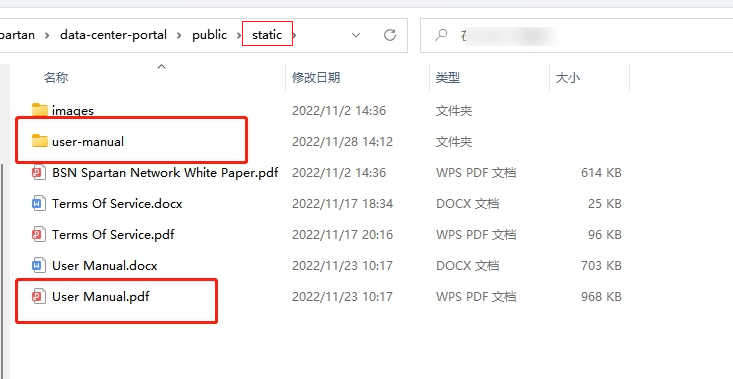 partan › data-center-portal › public › static ›
名称 修改日期 类型 大小
images 2022/11/2 14:36 文件夹
user-manual 2022/11/28 14:12 文件夹
BSN Spartan Network White Paper.pdf 2022/11/2 14:36 WPS PDF 文档 614 KB
Terms Of Service.docx 2022/11/17 18:34 DOCX 文档 25 KB
Terms Of Service.pdf 2022/11/17 20:16 WPS PDF 文档 96 KB
User Manual.docx 2022/11/23 10:17 DOCX 文档 703 KB
User Manual.pdf 2022/11/23 10:17 WPS PDF 文档 968 KB